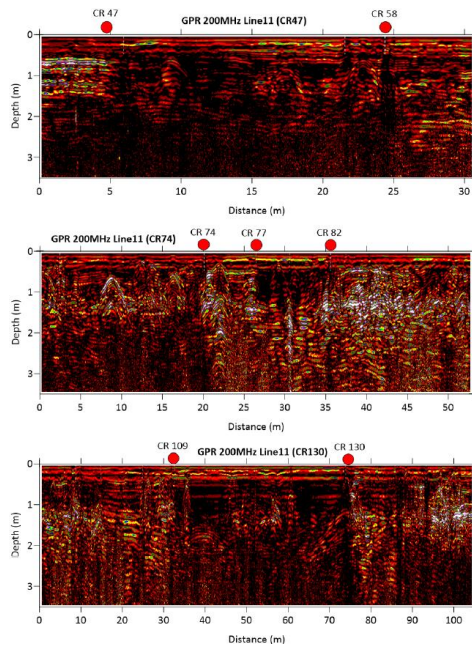 CR 47 CR 58
GPR 200MHz Line11 (CR47)
0
1
2
3
Depth (m)
0 5 10 15 20 25 30
Distance (m)
CR 74 CR 77 CR 82
GPR 200MHz Line11 (CR74)
0
1
2
3
Depth (m)
0 5 10 15 20 25 30 35 40 45 50
Distance (m)
CR 109 CR 130
GPR 200MHz Line11 (CR130)
0
1
2
3
Depth (m)
0 10 20 30 40 50 60 70 80 90 100
Distance (m)